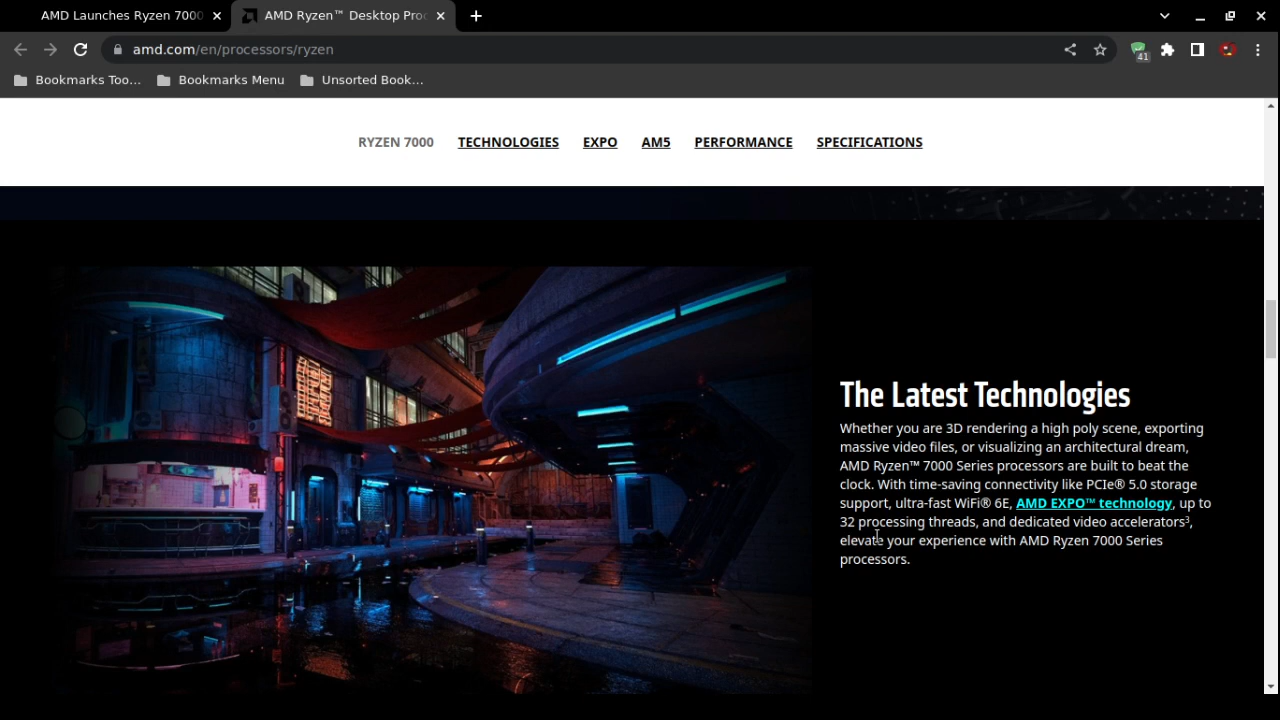 AMD Launches Ryzen 7000
AMD Ryzen™ Desktop Proc
amd.com/en/processors/ryzen
41
Bookmarks Too...
Bookmarks Menu
Unsorted Book...
RYZEN 7000
TECHNOLOGIES
EXPO
AM5
PERFORMANCE
SPECIFICATIONS
The Latest Technologies
Whether you are 3D rendering a high poly scene, exporting
massive video files, or visualizing an architectural dream,
AMD Ryzen™ 7000 Series processors are built to beat the
clock. With time-saving connectivity like PCIe® 5.0 storage
support, ultra-fast WiFi® 6E, AMD EXPO™ technology, up to
32 processing threads, and dedicated video accelerators³,
elevate your experience with AMD Ryzen 7000 Series
processors.